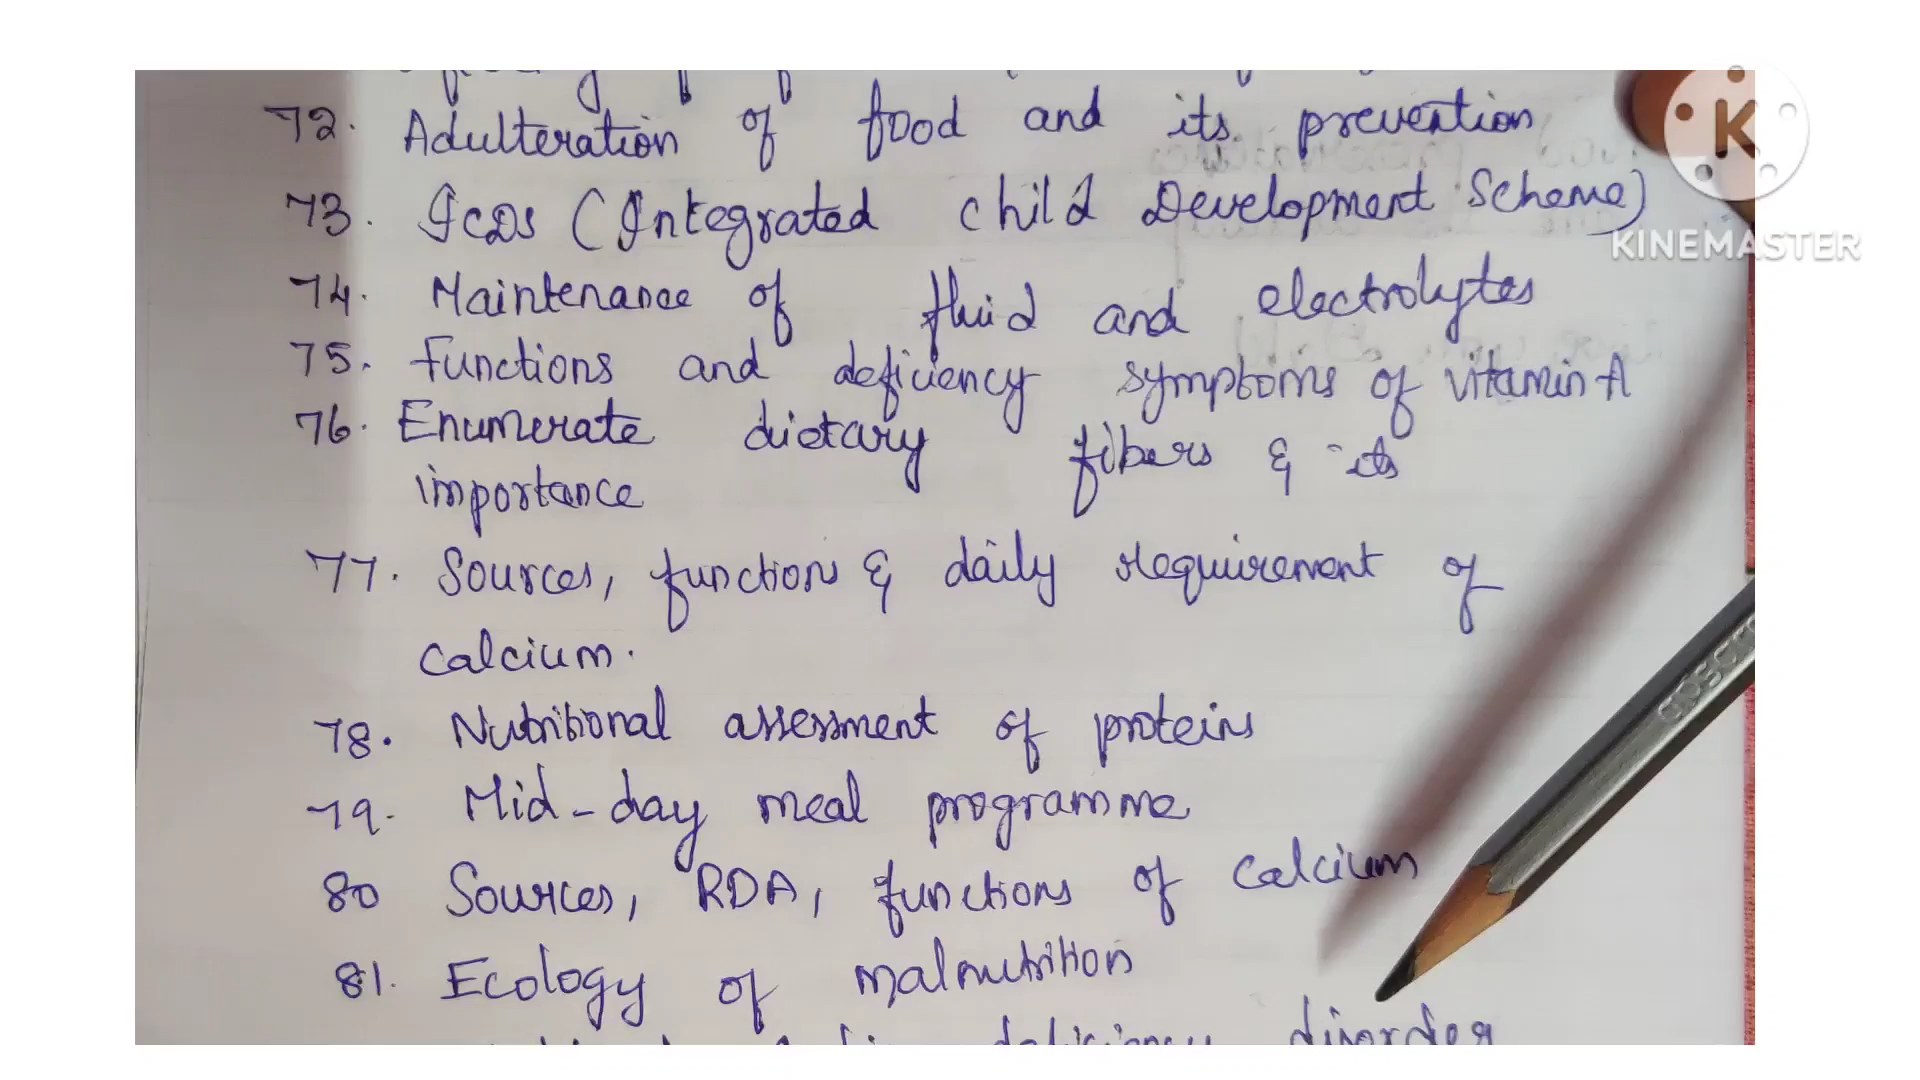 72. Adulteration of food and its prevention
73. ICDS (Integrated child Development Scheme)
74. Maintenance of fluid and electrolytes
75. Functions and deficiency symptoms of vitamin A
76. Enumerate dietary fibers & its
importance
77. Sources, function & daily requirement of
calcium.
78. Nutritional assessment of proteins
79. Mid-day meal programme
80 Sources, RDA, functions of calcium
81. Ecology of malnutrition
deficiency disorder
K
KINEMASTER